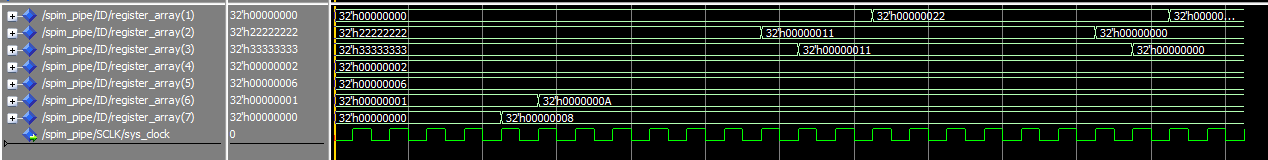 /spim_pipe/ID/register_array(1) 32'h00000000 32'h00000000 32'h00000022 32'h00000...
/spim_pipe/ID/register_array(2) 32'h22222222 32'h22222222 32'h00000011 32'h00000000
/spim_pipe/ID/register_array(3) 32'h33333333 32'h33333333 32'h00000011 32'h00000000
/spim_pipe/ID/register_array(4) 32'h00000002 32'h00000002
/spim_pipe/ID/register_array(5) 32'h00000006 32'h00000006
/spim_pipe/ID/register_array(6) 32'h00000001 32'h00000001 32'h0000000A
/spim_pipe/ID/register_array(7) 32'h00000000 32'h00000000 32'h00000008
/spim_pipe/SCLK/sys_clock 0